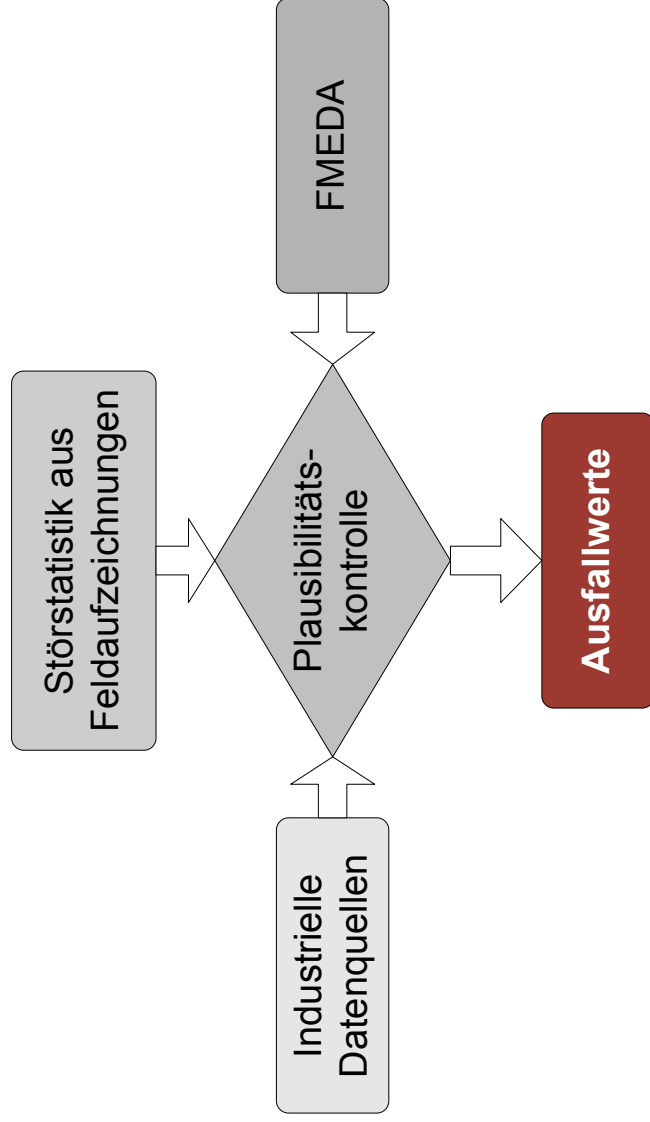 Störstatistik aus
Feldaufzeichnungen
Industrielle
Datenquellen
Plausibilitäts-
kontrolle
FMEDA
Ausfallwerte